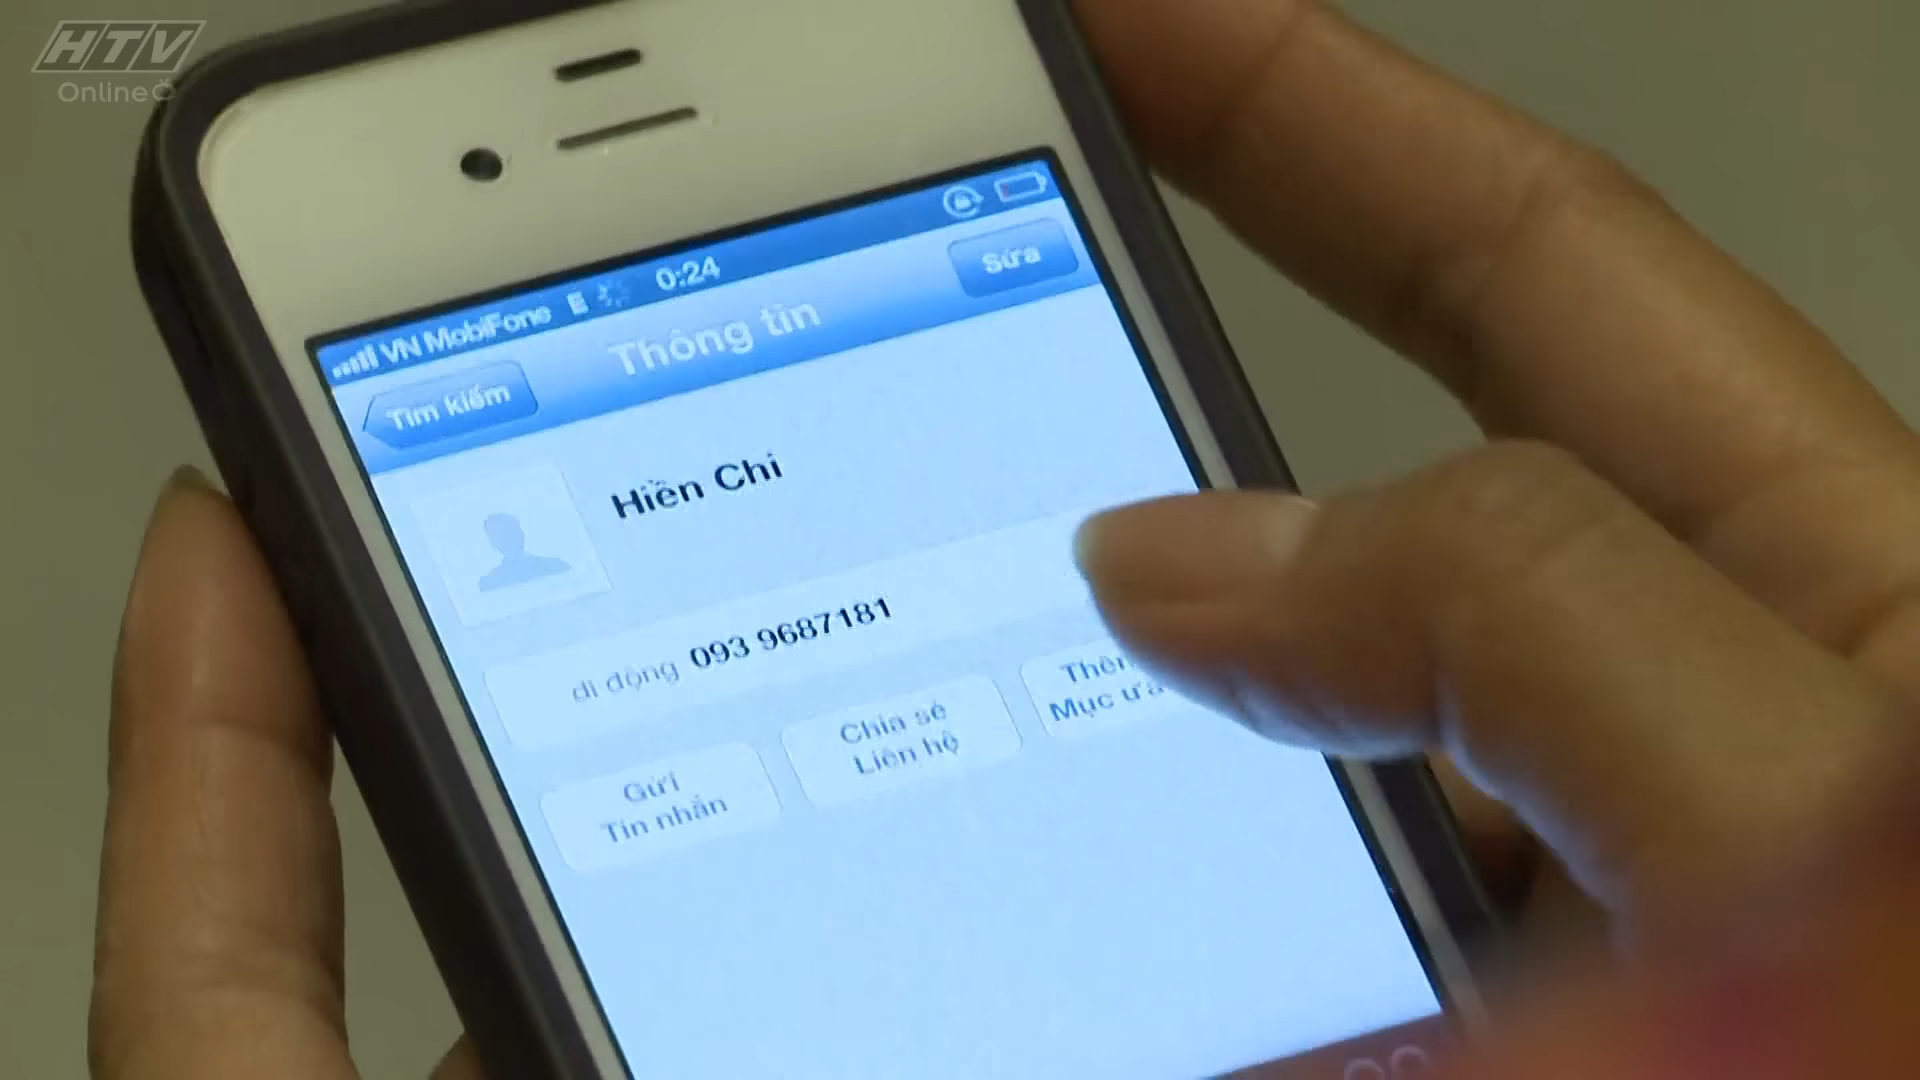 HTV
Online
VN MobiFone E 0:24
Tìm kiếm
Thông tin
Sửa
Hiền Chi
di động 093 9687181
Gửi
Tin nhắn
Chia sẻ
Liên hệ
Mục